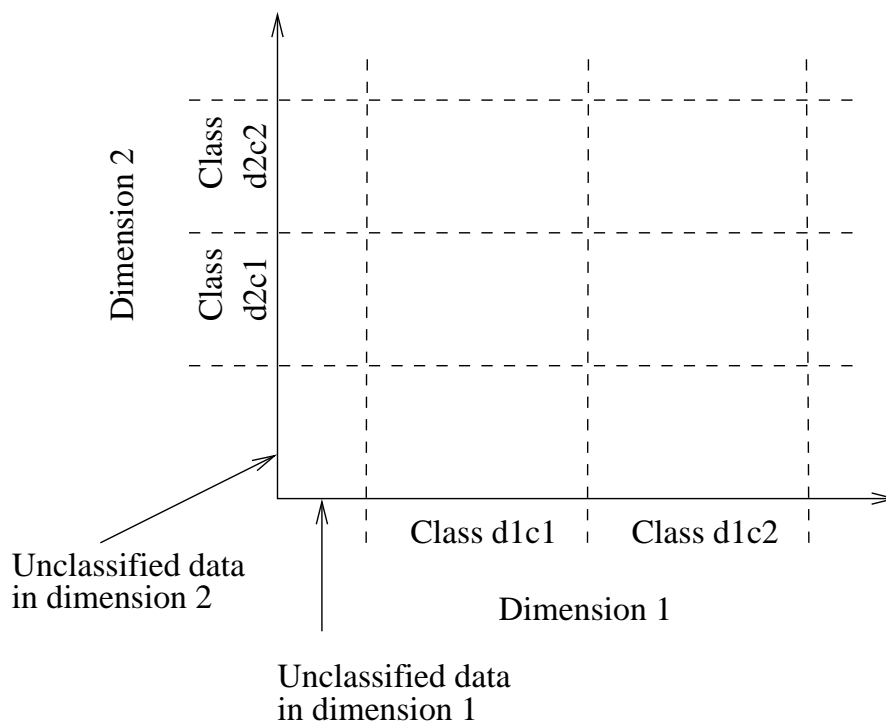 Dimension 2
Class
d2c2
Class
d2c1
Class d1c1
Class d1c2
Unclassified data
in dimension 2
Dimension 1
Unclassified data
in dimension 1